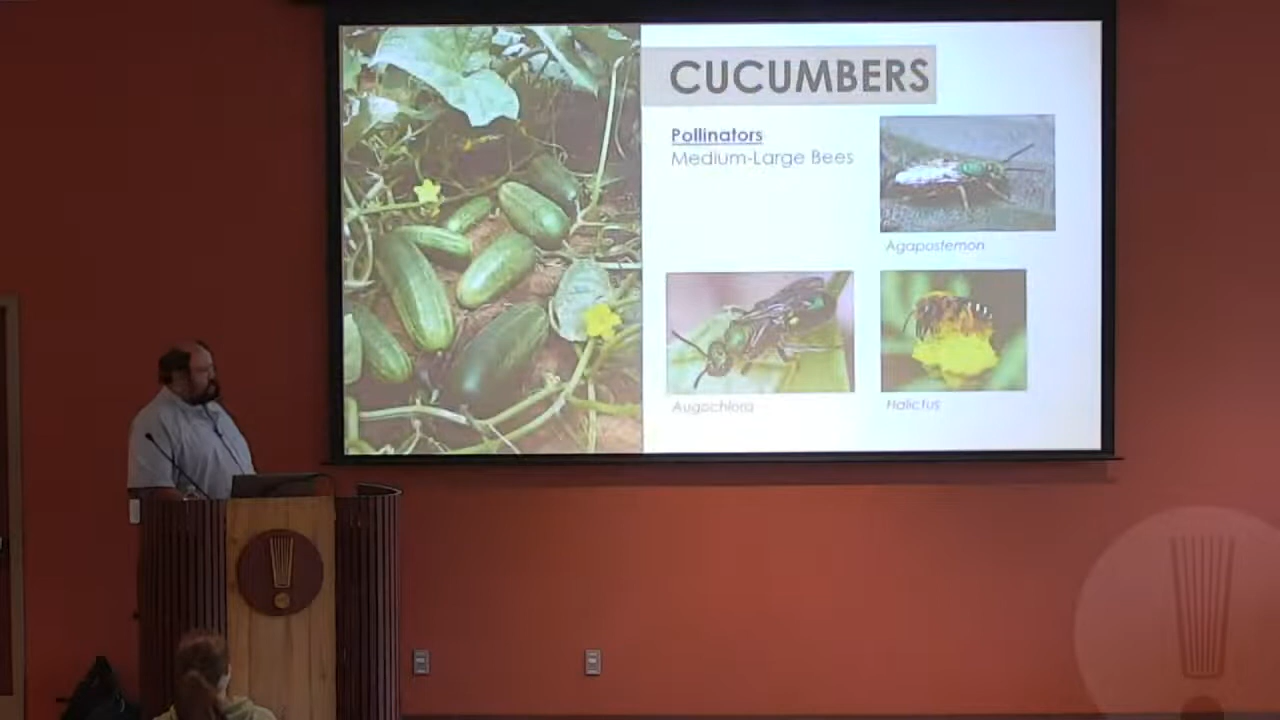 CUCUMBERS
Pollinators
Medium-Large Bees
Agapostemon
Augochlora
Halictus